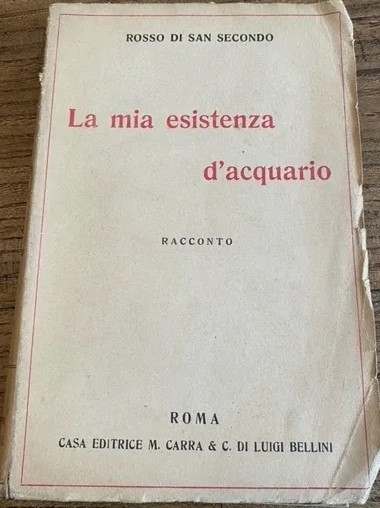 ROSSO DI SAN SECONDO
La mia esistenza
d'acquario
RACCONTO
ROMA
CASA EDITRICE M. CARRA & C. DI LUIGI BELLINI